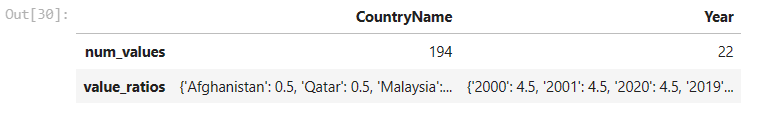 Out[30]:
CountryName Year
num_values 194 22
value_ratios {'Afghanistan': 0.5, 'Qatar': 0.5, 'Malaysia':... {'2000': 4.5, '2001': 4.5, '2020': 4.5, '2019'...